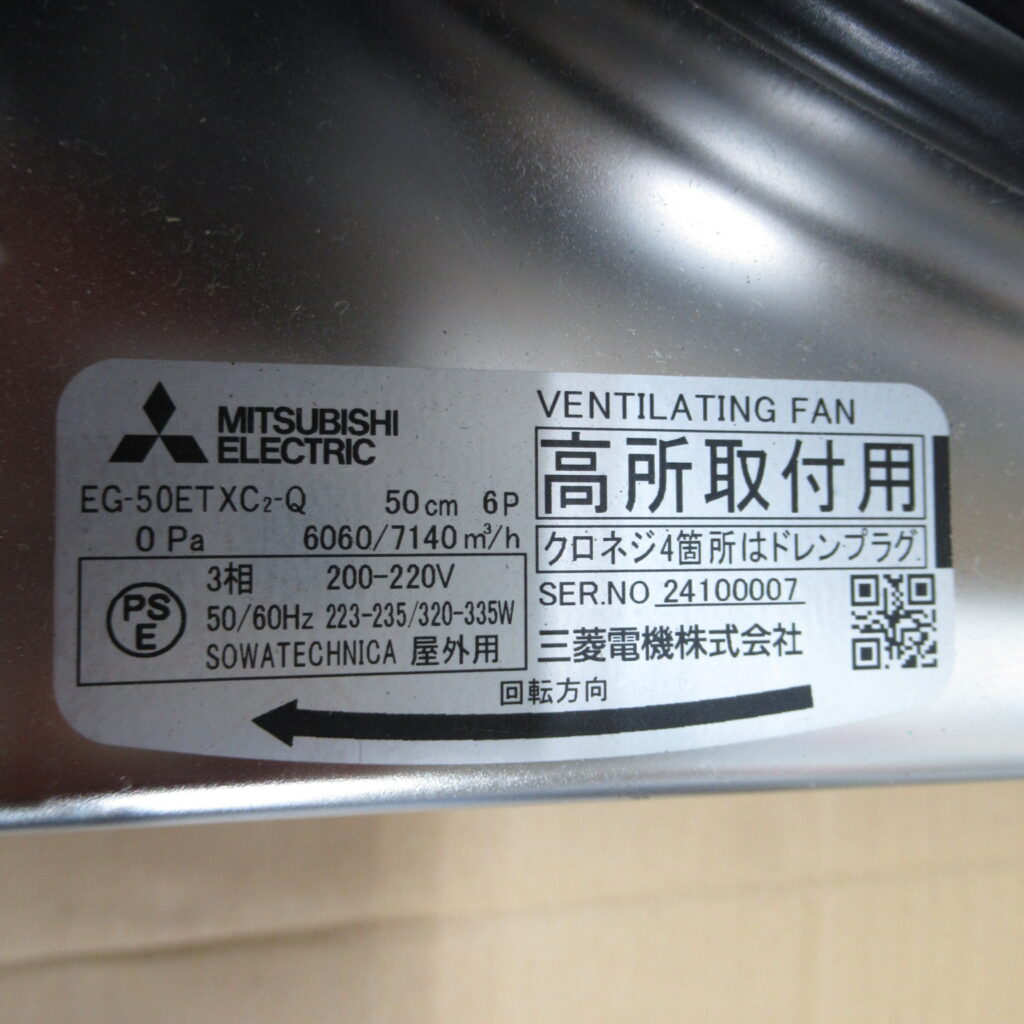 MITSUBISHI
ELECTRIC
EG-50ETXC₂-Q 50cm 6P
0 Pa 6060/7140m³/h
PS
E
3相 200-220V
50/60Hz 223-235/320-335W
SOWATECHNICA 屋外用
VENTILATING FAN
高所取付用
クロネジ4箇所はドレンプラグ.
SER.NO 24100007
三菱電機株式会社
回転方向